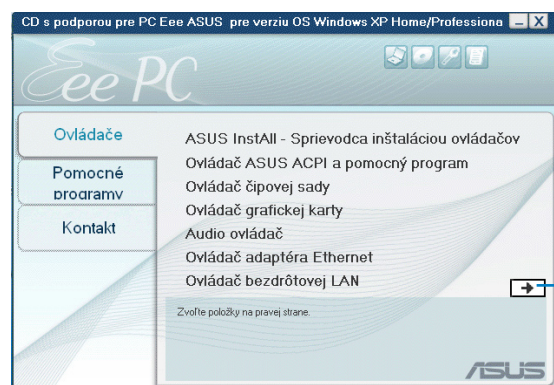 CD s podporou pre PC Eee ASUS pre verziu OS Windows XP Home/Professiona
Eee PC
Ovládače
Pomocné
programy
Kontakt
ASUS InstAll - Sprievodca inštaláciou ovládačov
Ovládač ASUS ACPI a pomocný program
Ovládač čipovej sady
Ovládač grafickej karty
Audio ovládač
Ovládač adaptéra Ethernet
Ovládač bezdrôtovej LAN
Zvoľte položky na pravej strane.
ASUS